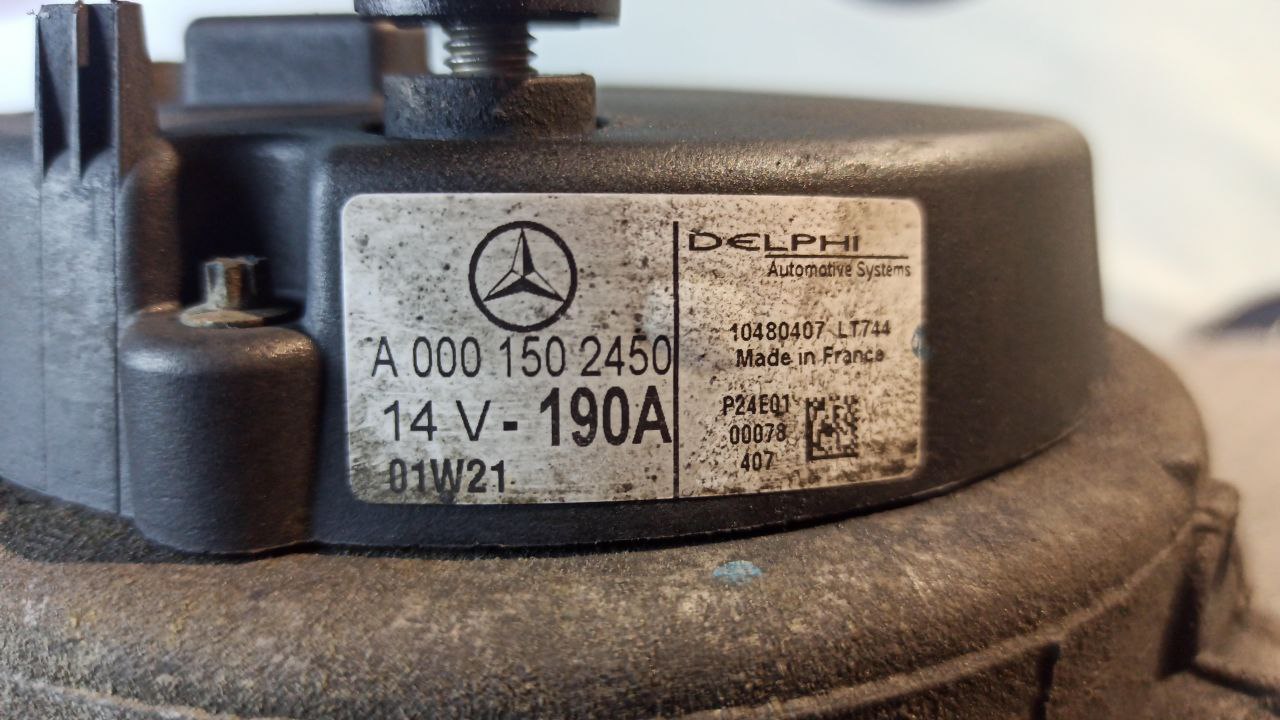 A 000 150 2450
14 V - 190A
01W21
DELPHI
Automotive Systems
10480407 LT744
Made in France
P24E01
00078
407